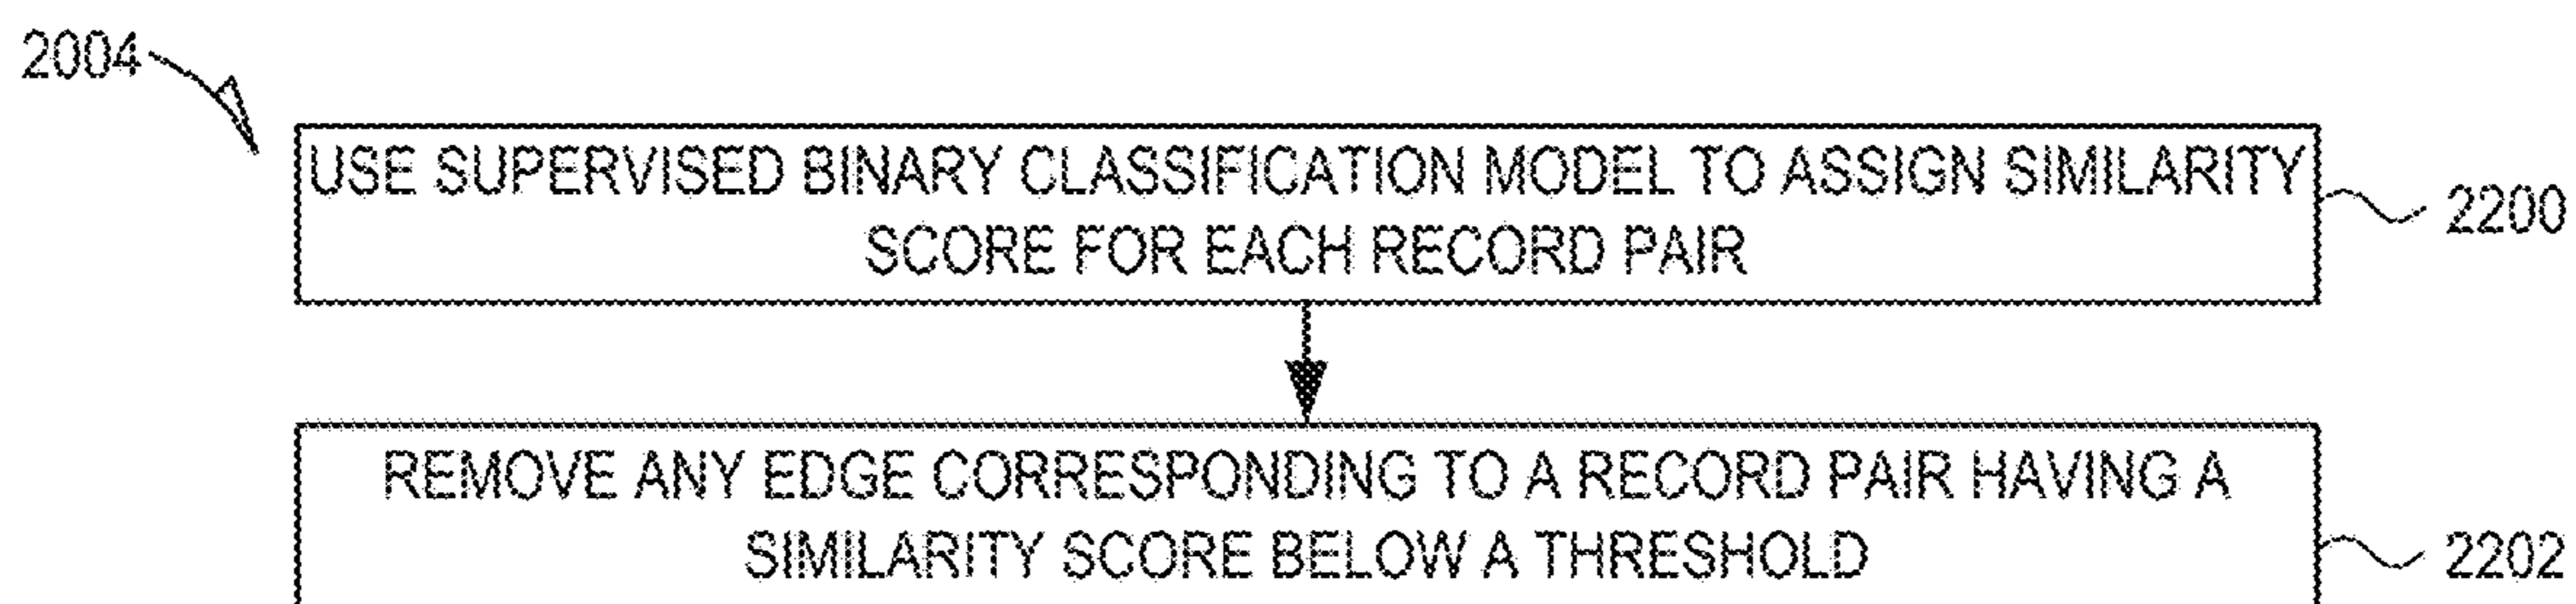 2004
USE SUPERVISED BINARY CLASSIFICATION MODEL TO ASSIGN SIMILARITY
SCORE FOR EACH RECORD PAIR
2200
REMOVE ANY EDGE CORRESPONDING TO A RECORD PAIR HAVING A
SIMILARITY SCORE BELOW A THRESHOLD
2202